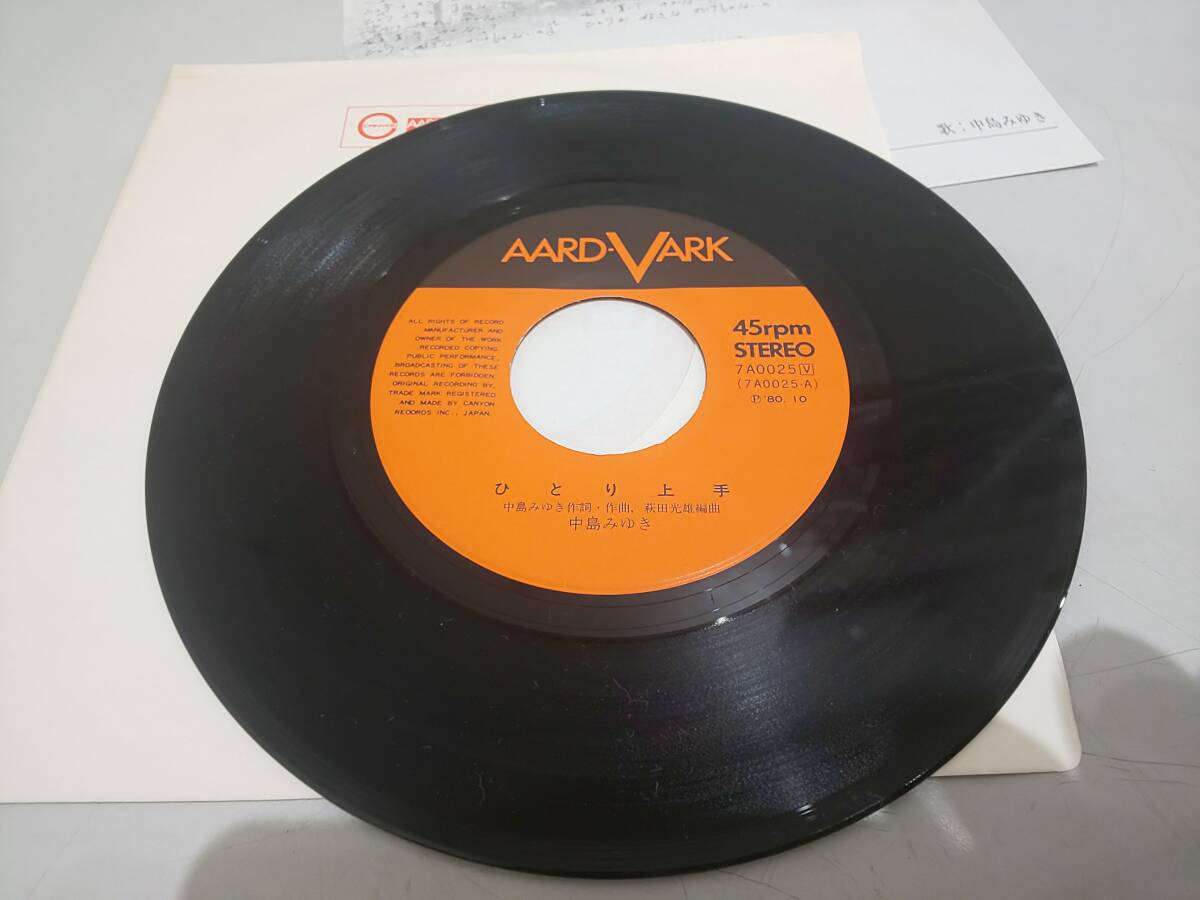 歌:中島みゆき
AARD-VARK
ALL RIGHTS OF RECORD
MANUFACTURER AND
OWNER OF THE WORK
RECORDED COPYING,
PUBLIC PERFORMANCE,
BROADCASTING OF THESE
RECORDS ARE FORBIDDEN.
ORIGINAL RECORDING BY,
TRADE MARK REGISTERED
AND MADE BY CANYON
RECORDS INC., JAPAN.
45rpm
STEREO
7A0025 V
(7A0025-A)
Ⓟ'80. 10
ひとり上手
中島みゆき作詞・作曲、萩田光雄編曲
中島みゆき